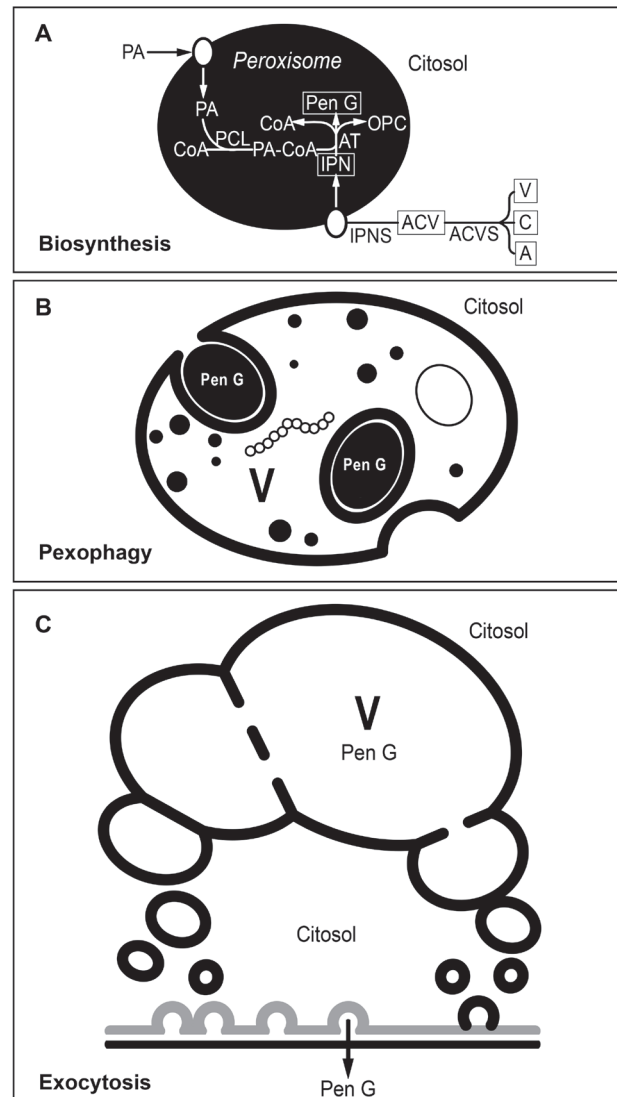 A
PA
Peroxisome
Citosol
PA
CoA
Pen G
OPC
PCL
AT
CoA
PA-CoA
IPN
V
IPNS
ACV
ACVS
C
A
Biosynthesis
B
Citosol
Pen G
Pen G
V
Pexophagy
C
Citosol
V
Pen G
Citosol
Exocytosis
Pen G